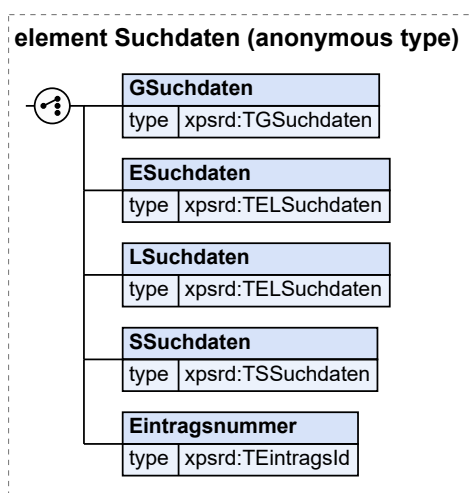 element Suchdaten (anonymous type)
GSuchdaten
type xpsrd:TGSuchdaten
ESuchdaten
type xpsrd:TELSuchdaten
LSuchdaten
type xpsrd:TELSuchdaten
SSuchdaten
type xpsrd:TSSuchdaten
Eintragsnummer
type xpsrd:TEintragsId